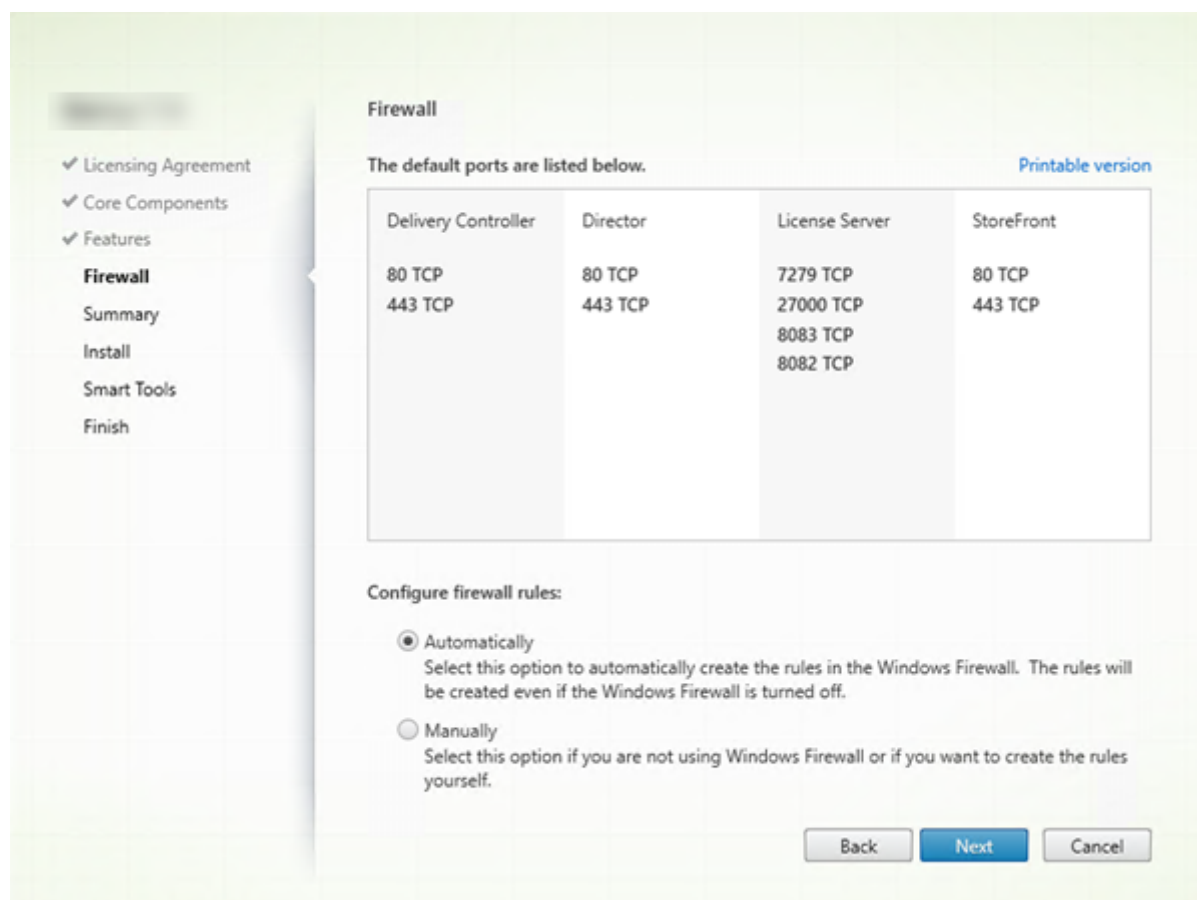 Firewall
Licensing Agreement
Core Components
Features
Firewall
Summary
Install
Smart Tools
Finish
The default ports are listed below.
Printable version
Delivery Controller
80 TCP
443 TCP
Director
80 TCP
443 TCP
License Server
7279 TCP
27000 TCP
8083 TCP
8082 TCP
StoreFront
80 TCP
443 TCP
Configure firewall rules:
Automatically
Select this option to automatically create the rules in the Windows Firewall. The rules will
be created even if the Windows Firewall is turned off.
Manually
Select this option if you are not using Windows Firewall or if you want to create the rules
yourself.
Back
Next
Cancel